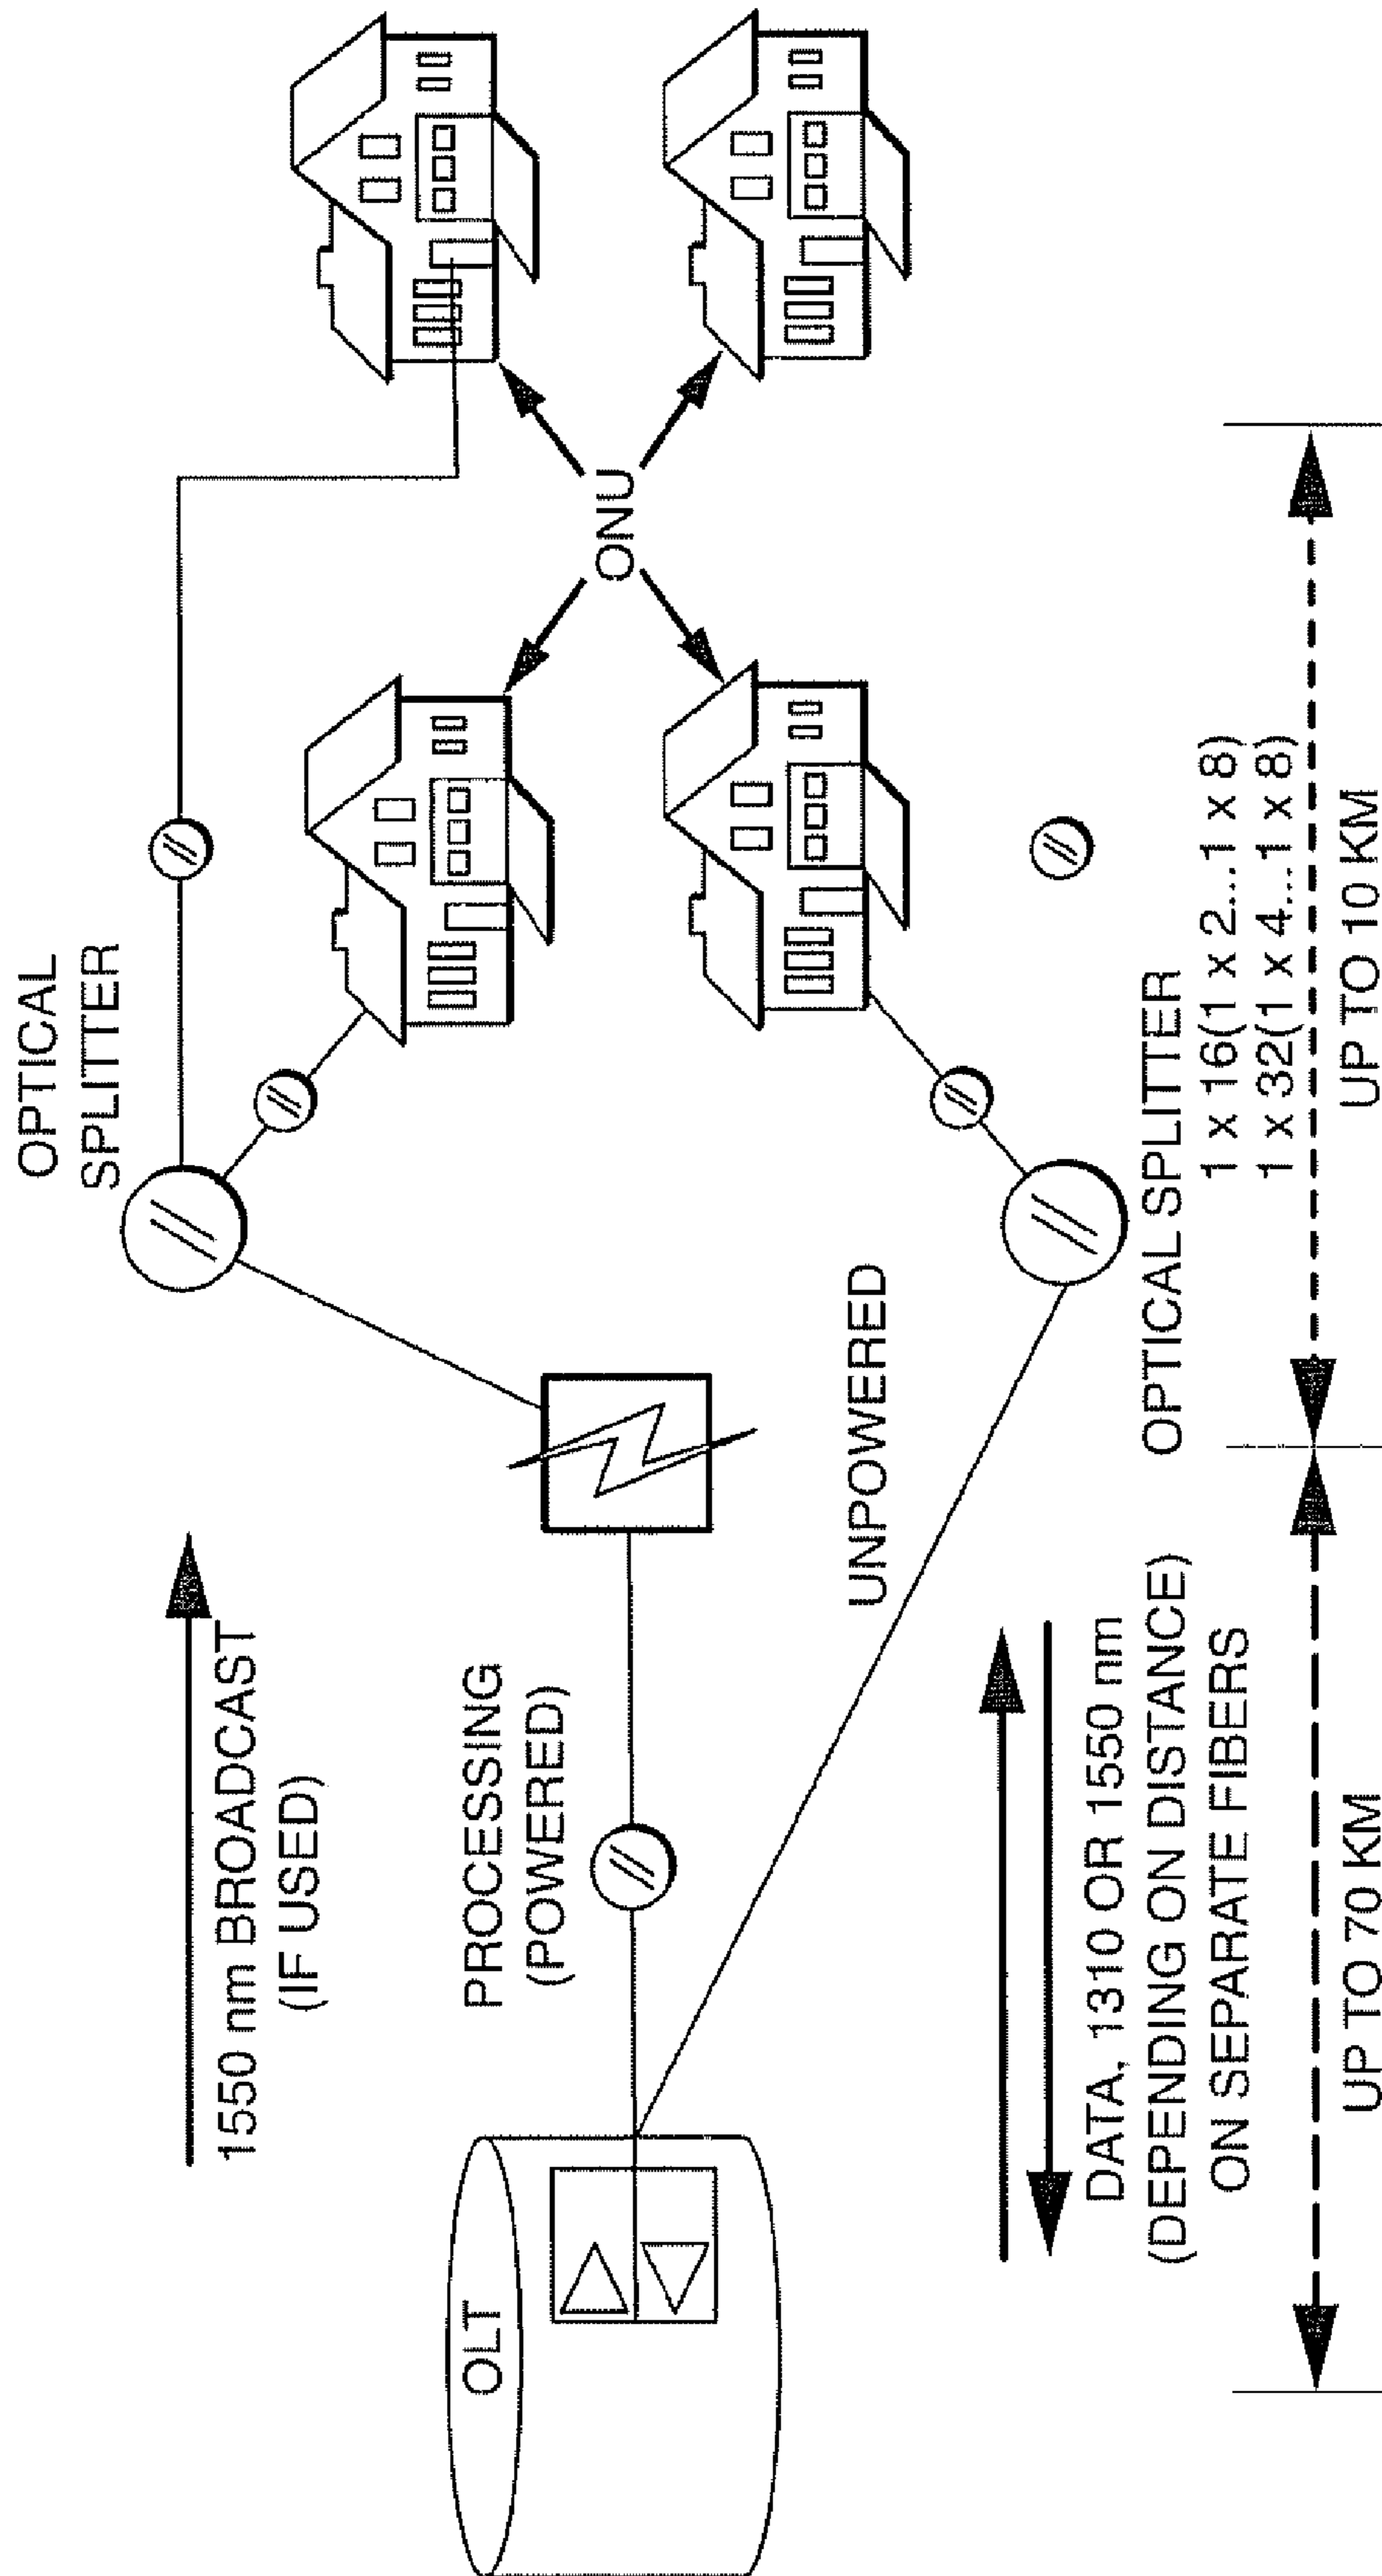 OPTICAL
SPLITTER
1550 nm BROADCAST
(IF USED)
OLT
PROCESSING
(POWERED)
ONU
UNPOWERED
DATA, 1310 OR 1550 nm
(DEPENDING ON DISTANCE)
ON SEPARATE FIBERS
OPTICAL SPLITTER
1 x 16(1 x 2...1 x 8)
1 x 32(1 x 4...1 x 8)
UP TO 70 KM
UP TO 10 KM